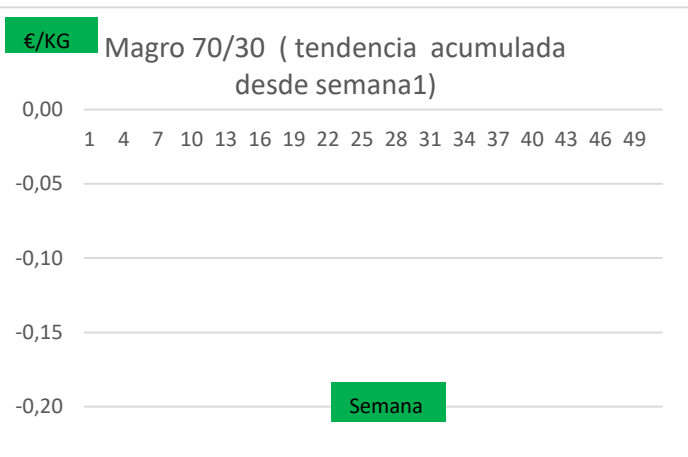 €/KG
Magro 70/30 ( tendencia acumulada
desde semana1)
0,00
1 4 7 10 13 16 19 22 25 28 31 34 37 40 43 46 49
-0,05
-0,10
-0,15
-0,20
Semana